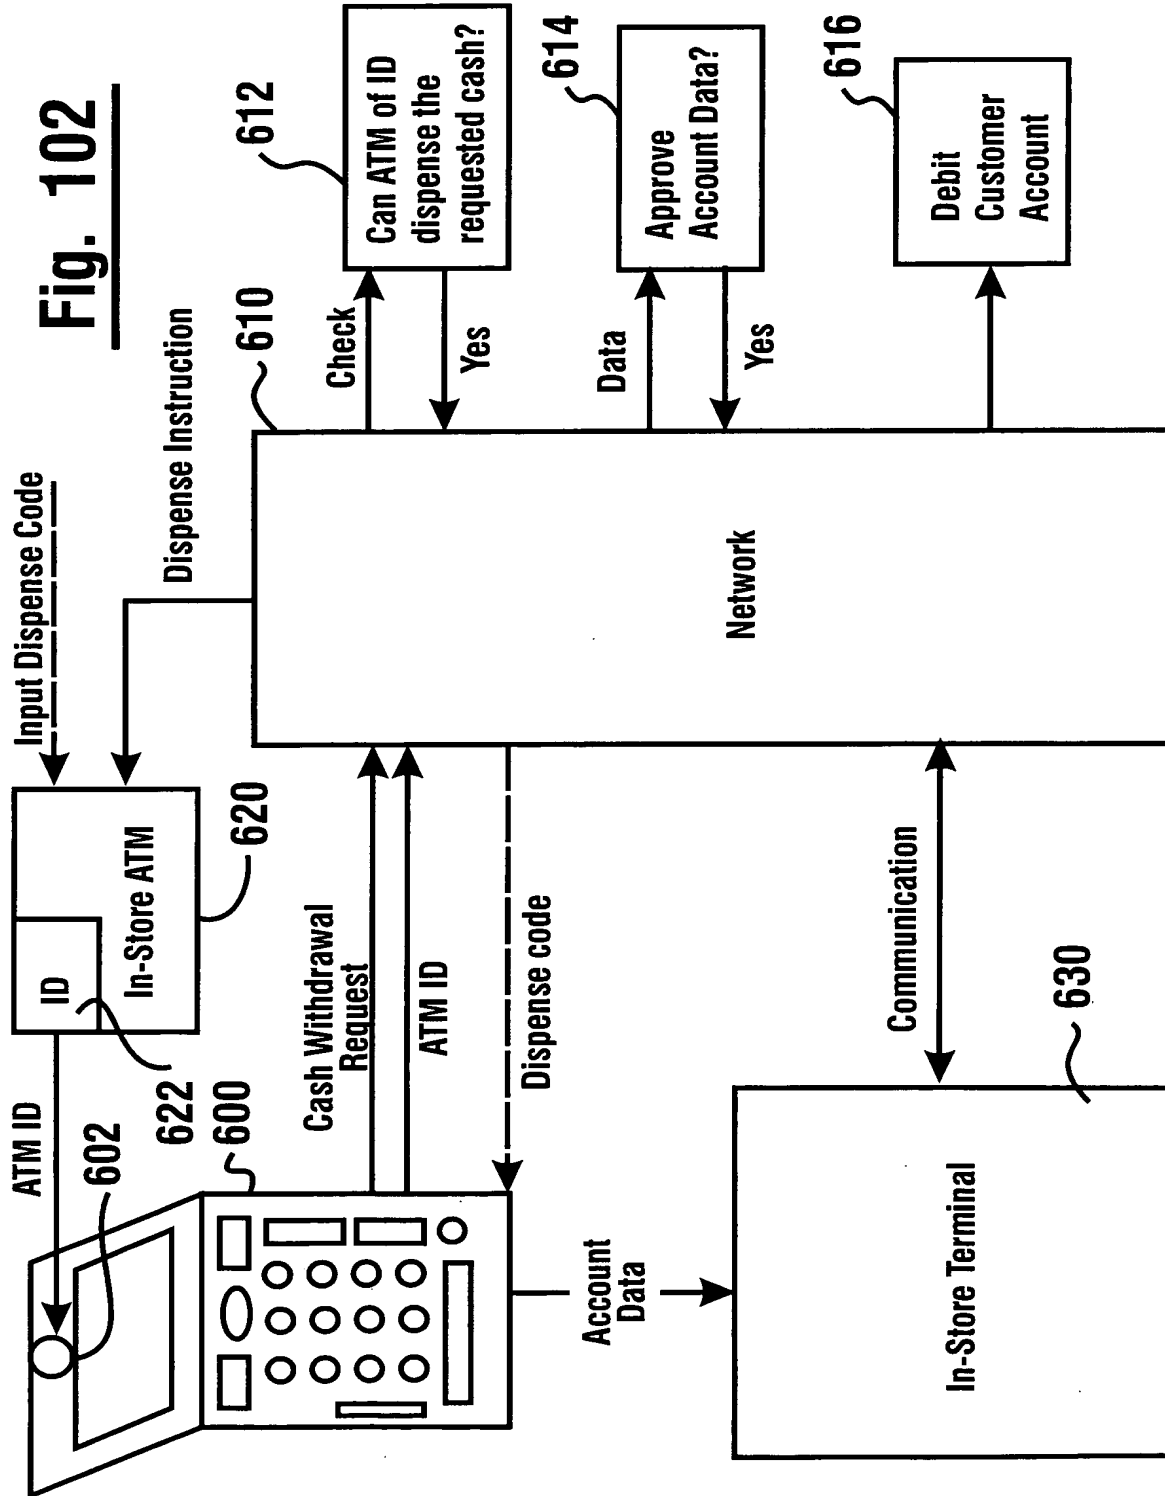 Fig. 102
Input Dispense Code
Dispense Instruction
ATM ID
ID
In-Store ATM
602
622
600
620
610
612
Check
Can ATM of ID
dispense the
requested cash?
Yes
Cash Withdrawal
Request
ATM ID
Dispense code
Network
614
Data
Approve
Account Data?
Yes
Account
Data
Communication
616
Debit
Customer
Account
In-Store Terminal
630